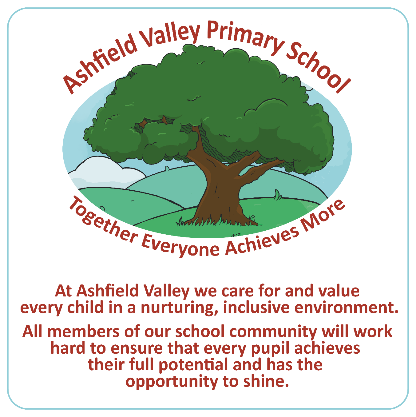 Ashfield Valley Primary School
Together Everyone Achieves More
At Ashfield Valley we care for and value
every child in a nurturing, inclusive environment.
All members of our school community will work
hard to ensure that every pupil achieves
their full potential and has the
opportunity to shine.